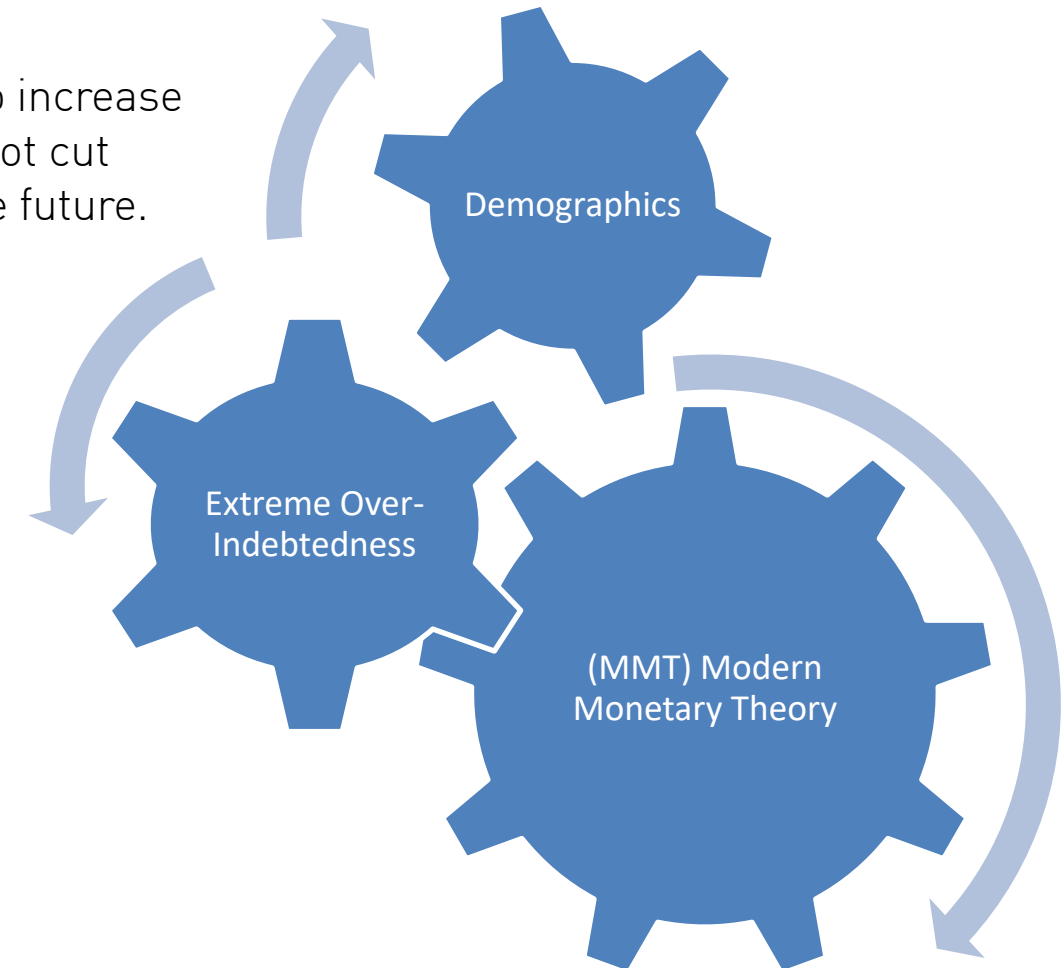 increase
ot cut
future.
Demographics
Extreme Over-
Indebtedness
(MMT) Modern
Monetary Theory